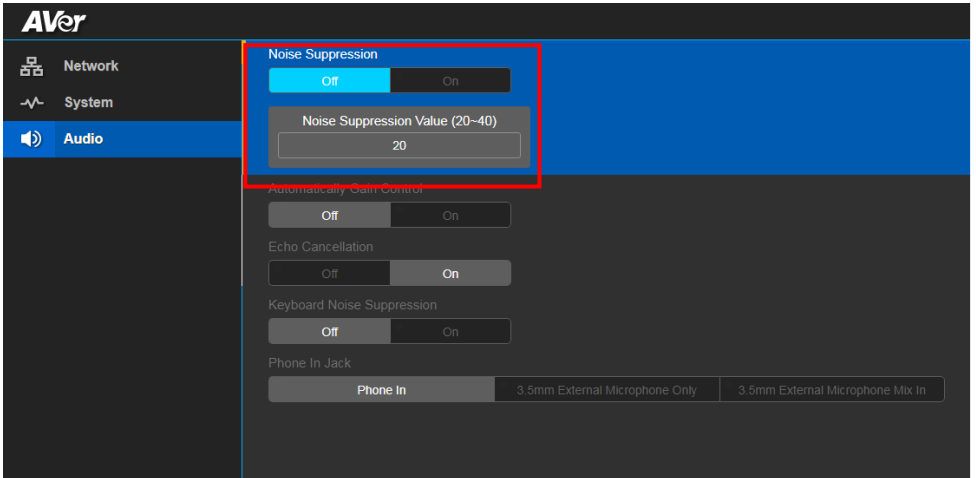 AVer
Network
System
Audio
Noise Suppression
Off On
Noise Suppression Value (20~40)
20
Automatically Gain Control
Off On
Echo Cancellation
Off On
Keyboard Noise Suppression
Off On
Phone In Jack
Phone In 3.5mm External Microphone Only 3.5mm External Microphone Mix In